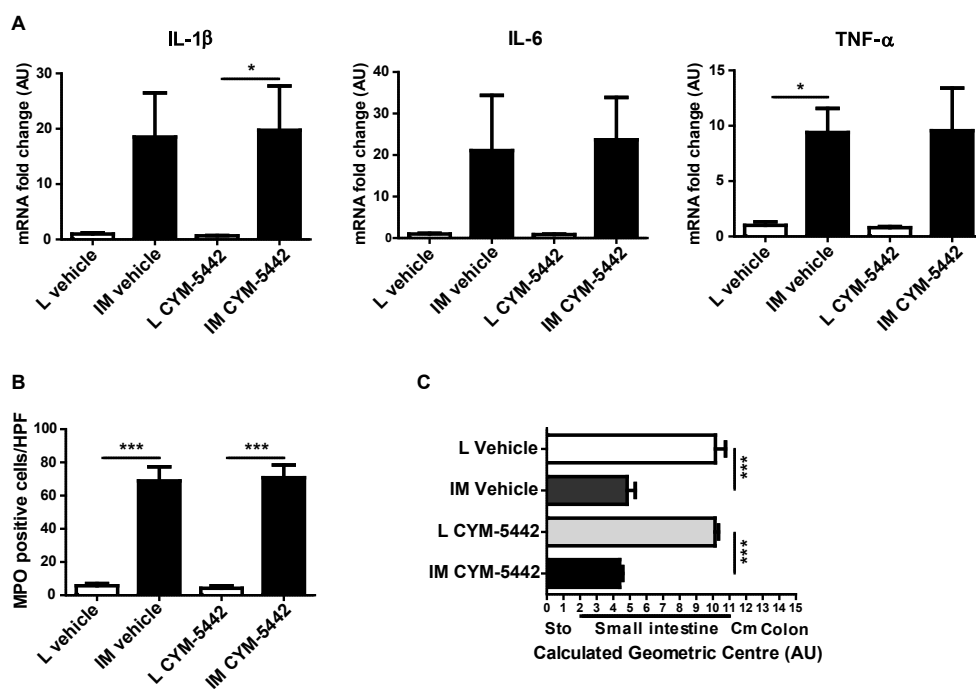 A
IL-1β
mRNA fold change (AU)
30
20
10
0
*
L vehicle
IM vehicle
L CYM-5442
IM CYM-5442
IL-6
mRNA fold change (AU)
40
30
20
10
0
L vehicle
IM vehicle
L CYM-5442
IM CYM-5442
TNF-α
mRNA fold change (AU)
15
10
5
0
*
L vehicle
IM vehicle
L CYM-5442
IM CYM-5442
B
MPO positive cells/HPF
100
80
60
40
20
0
***
***
L vehicle
IM vehicle
L CYM-5442
IM CYM-5442
C
L Vehicle
IM Vehicle
L CYM-5442
IM CYM-5442
***
***
0 1 2 3 4 5 6 7 8 9 10 11 12 13 14 15
Sto Small intestine Cm Colon
Calculated Geometric Centre (AU)